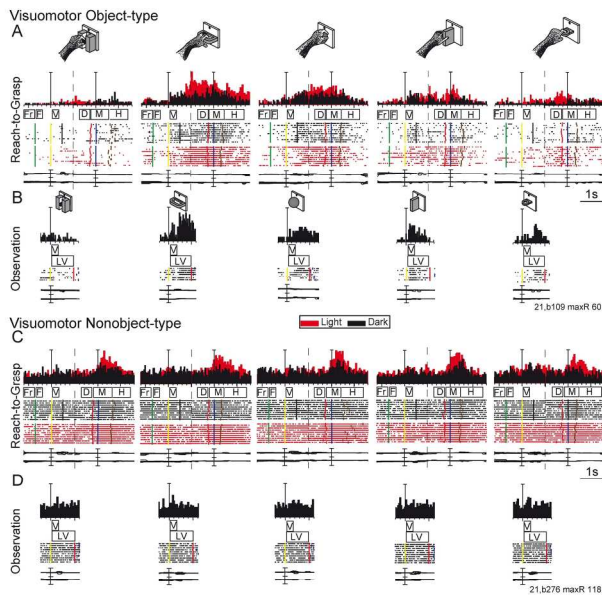 Visuomotor Object-type
A
Reach-to-Grasp
Fr F V D M H
Fr F V D M H
Fr F V D M H
Fr F V D M H
Fr F V D M H
B
1s
Observation
V
LV
V
LV
V
LV
V
LV
V
LV
21,b109 maxR 60
Visuomotor Nonobject-type
Light Dark
C
Reach-to-Grasp
Fr F V D M H
Fr F V D M H
Fr F V D M H
Fr F V D M H
Fr F V D M H
1s
D
Observation
V
LV
V
LV
V
LV
V
LV
V
LV
21,b276 maxR 118